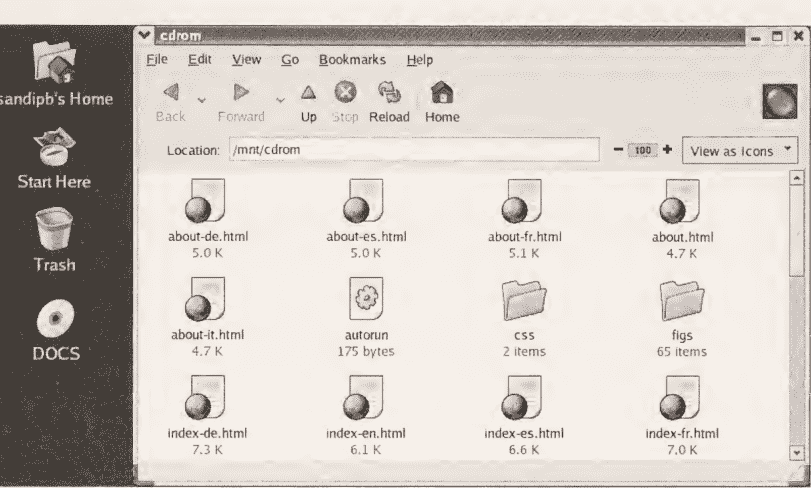 cdrom
File Edit View Go Bookmarks Help
Back Forward Up Stop Reload Home
Location: /mnt/cdrom 100 View as Icons
sandipb's Home
Start Here
Trash
DOCS
about-de.html about-es.html about-fr.html about.html
5.0 K 5.0 K 5.1 K 4.7 K
about-it.html autorun css figs
4.7 K 175 bytes 2 items 65 items
index-de.html index-en.html index-es.html index-fr.html
7.3 K 6.1 K 6.6 K 7.0 K